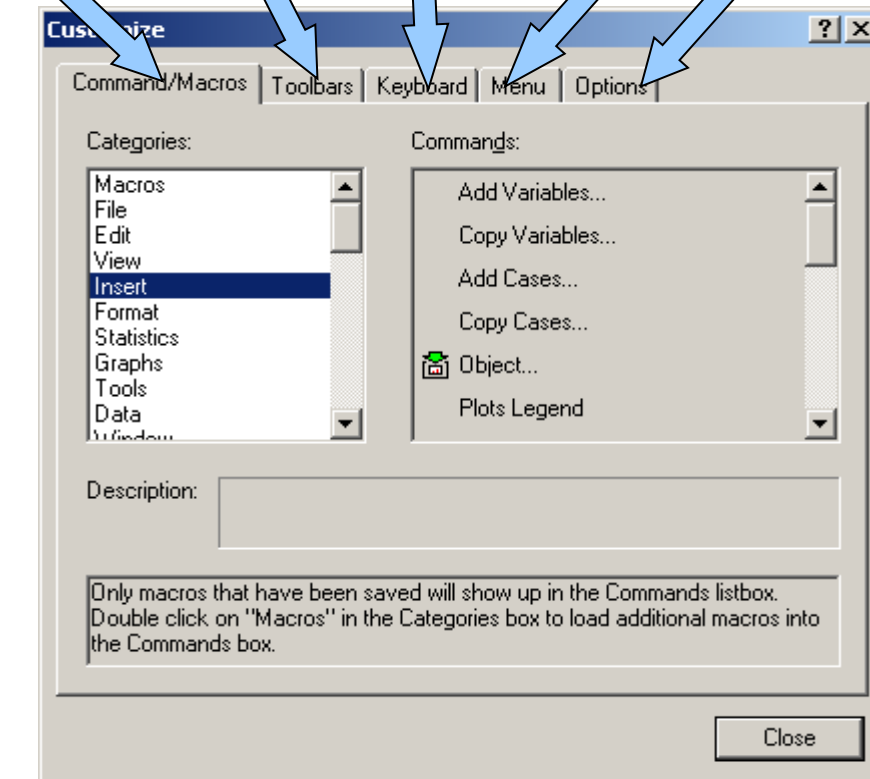 Customize
Command/Macros Toolbars Keyboard Menu Options
Categories: Commands:
Macros
File
Edit
View
Insert
Format
Statistics
Graphs
Tools
Data
Window
Add Variables...
Copy Variables...
Add Cases...
Copy Cases...
Object...
Plots Legend
Description:
Only macros that have been saved will show up in the Commands listbox.
Double click on "Macros" in the Categories box to load additional macros into
the Commands box.
Close